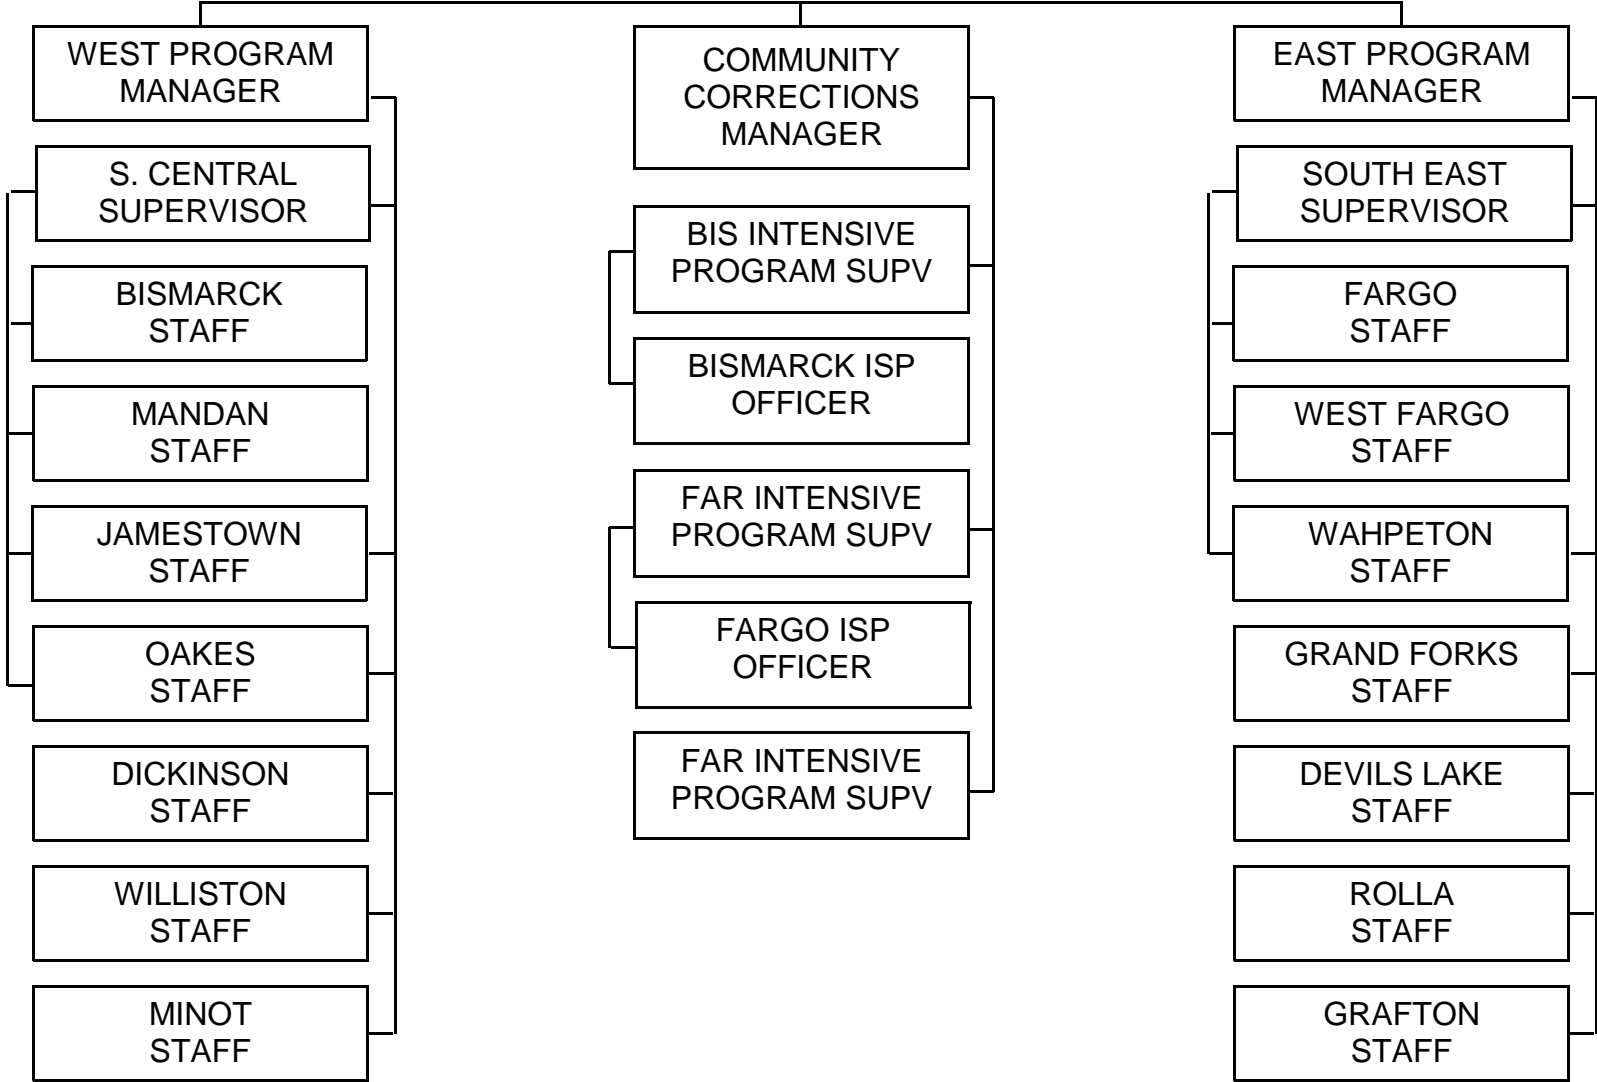 WEST PROGRAM
MANAGER
S. CENTRAL
SUPERVISOR
BISMARCK
STAFF
MANDAN
STAFF
JAMESTOWN
STAFF
OAKES
STAFF
DICKINSON
STAFF
WILLISTON
STAFF
MINOT
STAFF
COMMUNITY
CORRECTIONS
MANAGER
BIS INTENSIVE
PROGRAM SUPV
BISMARCK ISP
OFFICER
FAR INTENSIVE
PROGRAM SUPV
FARGO ISP
OFFICER
FAR INTENSIVE
PROGRAM SUPV
EAST PROGRAM
MANAGER
SOUTH EAST
SUPERVISOR
FARGO
STAFF
WEST FARGO
STAFF
WAHPETON
STAFF
GRAND FORKS
STAFF
DEVILS LAKE
STAFF
ROLLA
STAFF
GRAFTON
STAFF